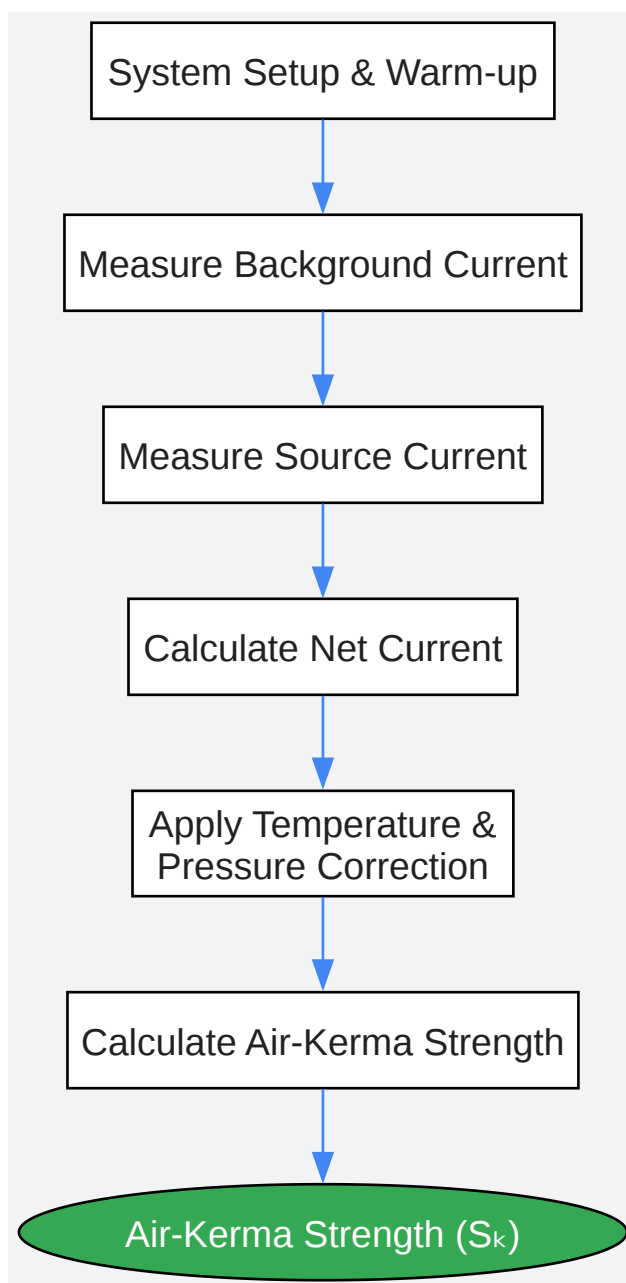 System Setup & Warm-up
Measure Background Current
Measure Source Current
Calculate Net Current
Apply Temperature &
Pressure Correction
Calculate Air-Kerma Strength
Air-Kerma Strength (Sₖ)